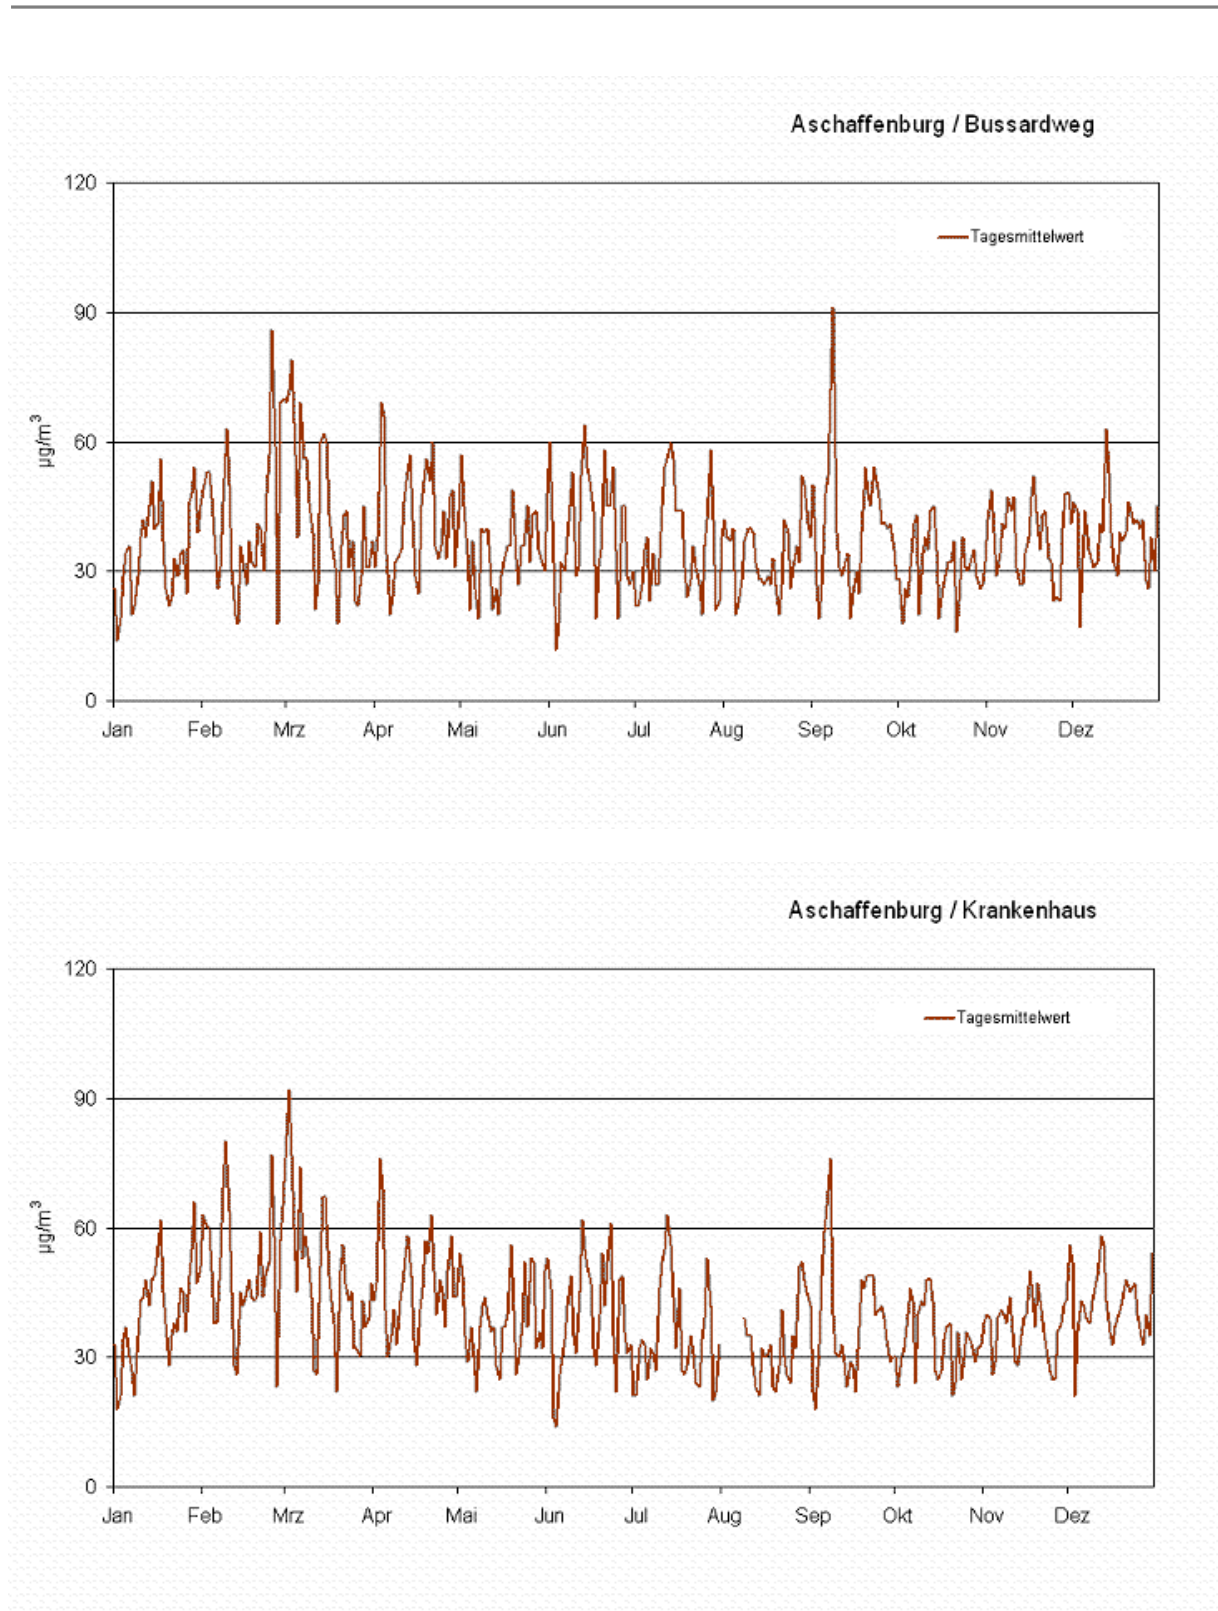 Aschaffenburg / Bussardweg
120
Tagesmittelwert
90
µg/m³
60
30
0
Jan Feb Mrz Apr Mai Jun Jul Aug Sep Okt Nov Dez
Aschaffenburg / Krankenhaus
120
Tagesmittelwert
90
µg/m³
60
30
0
Jan Feb Mrz Apr Mai Jun Jul Aug Sep Okt Nov Dez